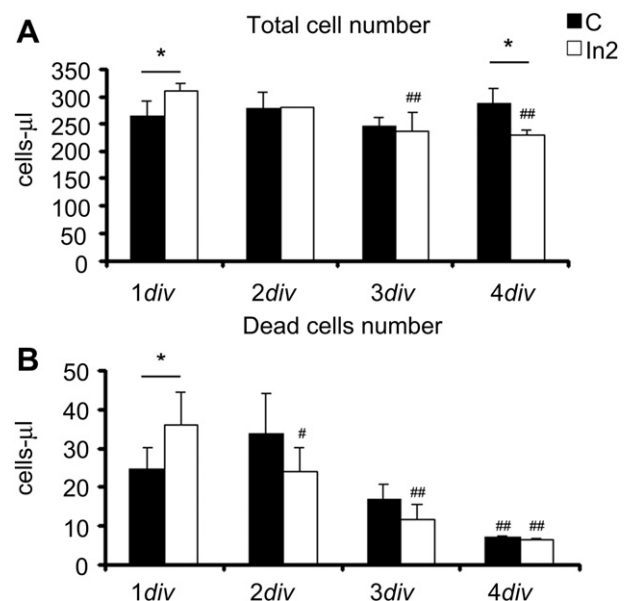 A
Total cell number
C
In2
cells-µl
350
300
250
200
150
100
50
0
*
##
*
##
1div
2div
3div
4div
B
Dead cells number
cells-µl
50
40
30
20
10
0
*
#
##
##
##
1div
2div
3div
4div